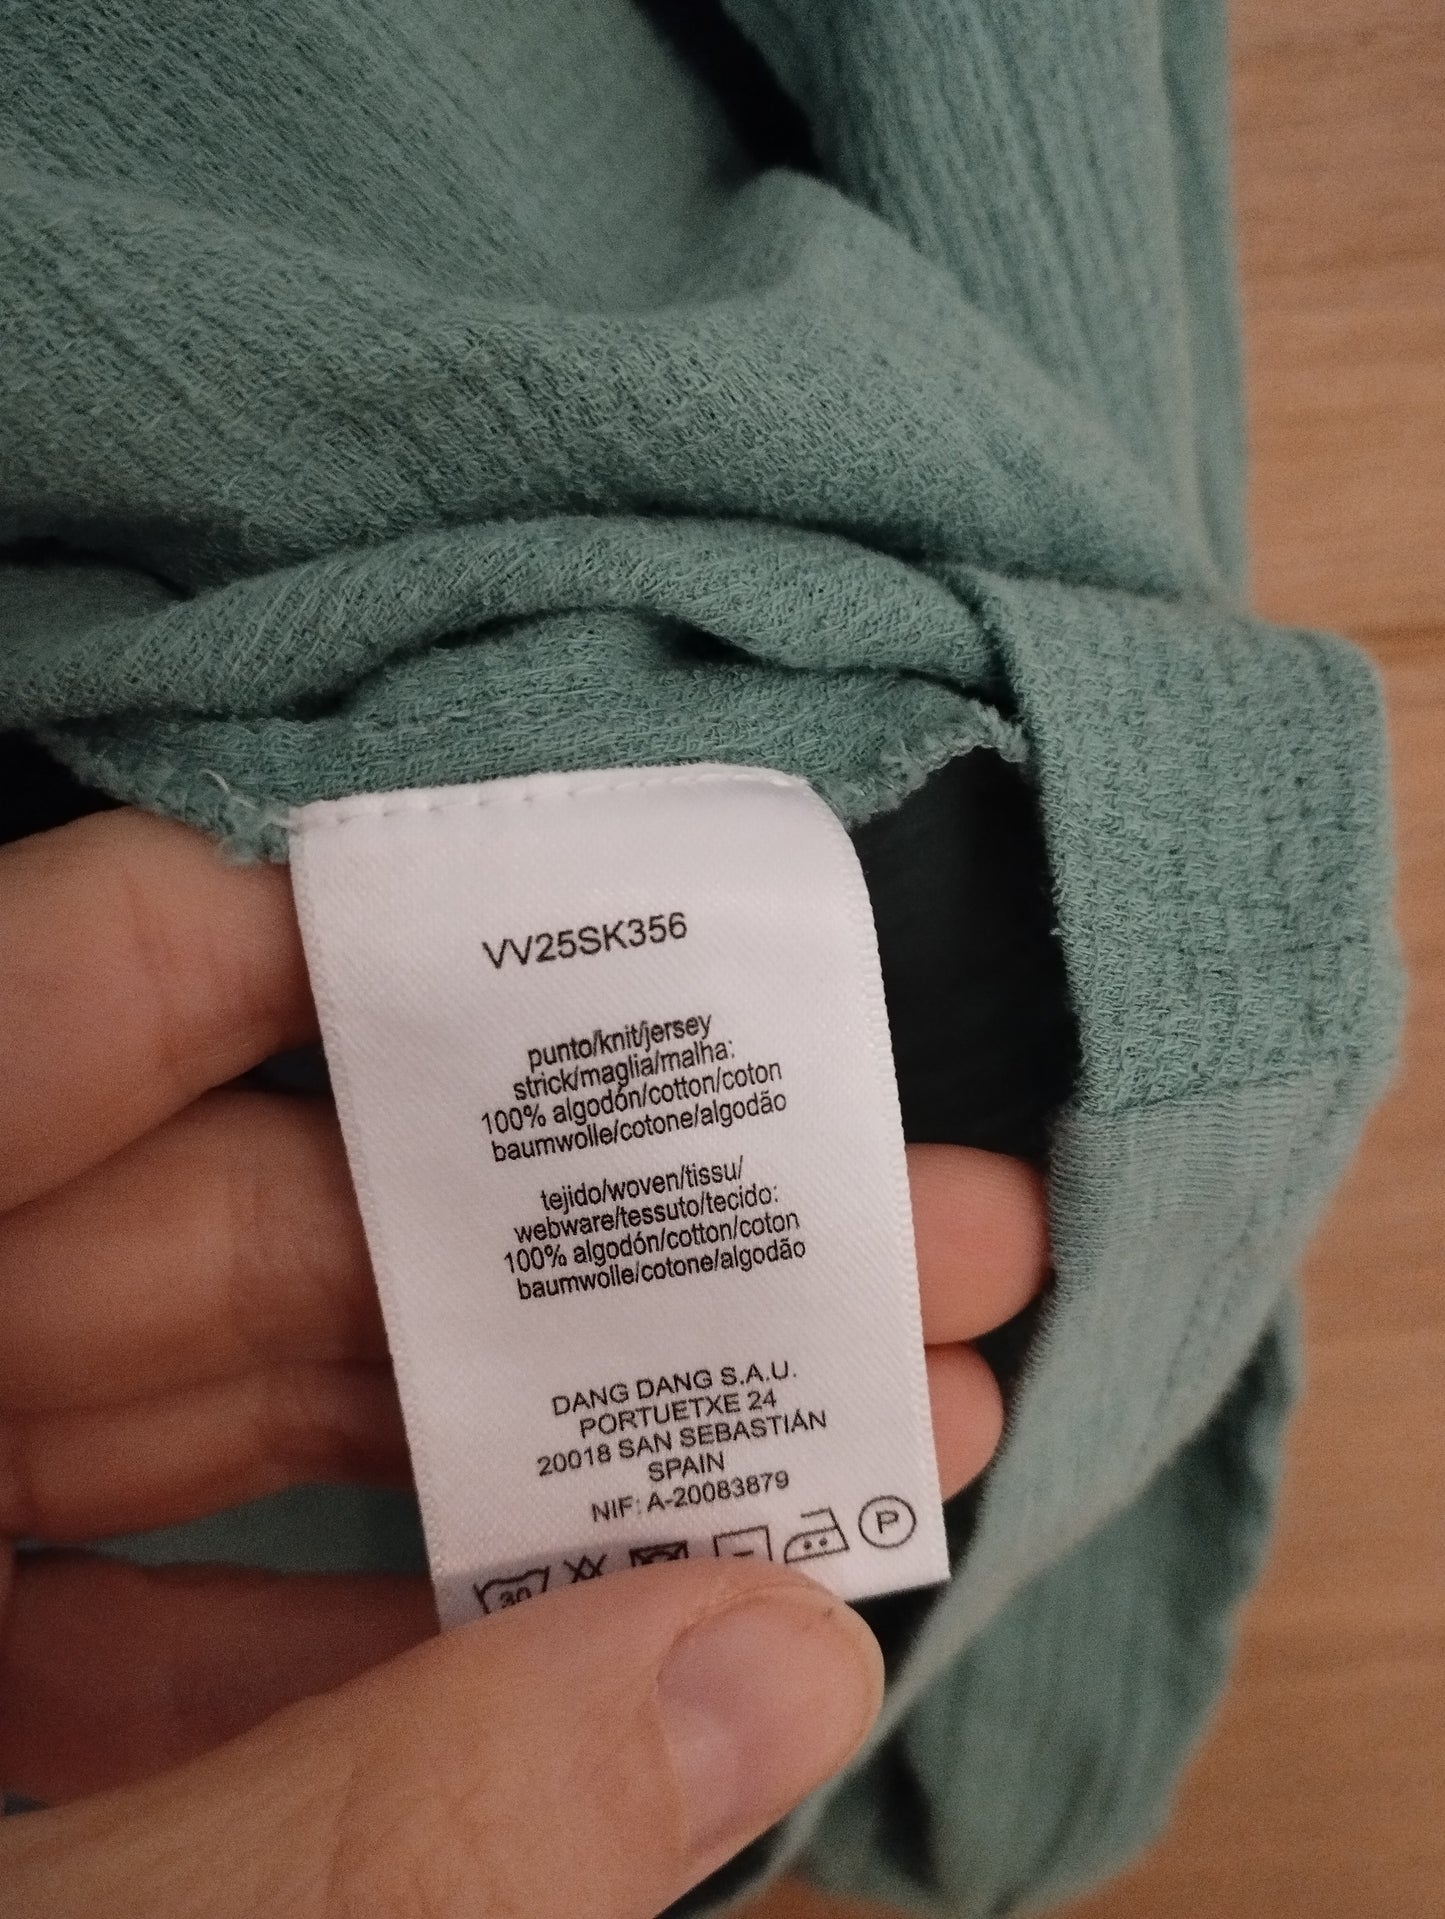 VV25SK356
punto/knit/jersey
strick/maglia/malha:
100% algodón/cotton/coton
baumwolle/cotone/algodão
tejido/woven/tissu/
webware/tessuto/tecido:
100% algodón/cotton/coton
baumwolle/cotone/algodão
DANG DANG S.A.U.
PORTUETXE 24
20018 SAN SEBASTIÁN
SPAIN
NIF: A-20083879
30 P